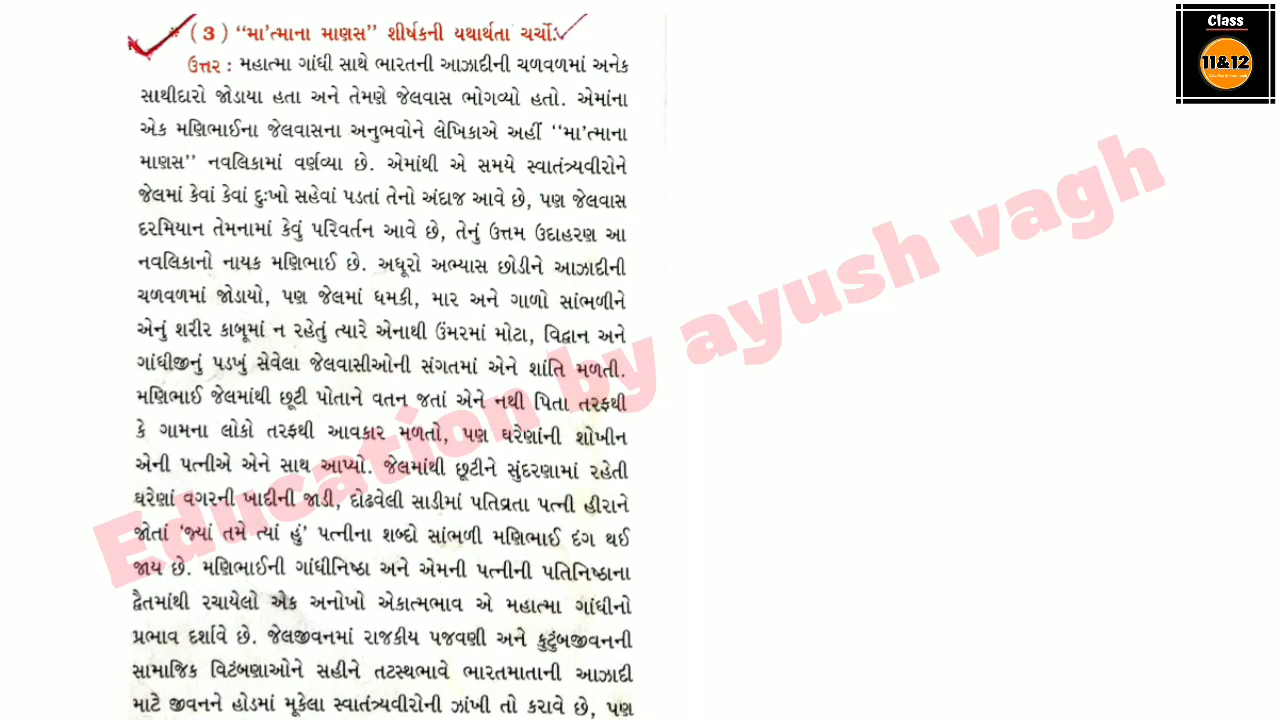 * ( 3 ) “મા’ત્માના માણસ” શીર્ષકની યથાર્થતા ચર્ચો.
ઉત્તર : મહાત્મા ગાંધી સાથે ભારતની આઝાદીની ચળવળમાં અનેક
સાથીદારો જોડાયા હતા અને તેમણે જેલવાસ ભોગવ્યો હતો. એમાંના
એક મણિભાઈના જેલવાસના અનુભવોને લેખિકાએ અહીં “મા’ત્માના
માણસ” નવલિકામાં વર્ણવ્યા છે. એમાંથી એ સમયે સ્વાતંત્ર્યવીરોને
જેલમાં કેવાં કેવાં દુઃખો સહેવાં પડતાં તેનો અંદાજ આવે છે, પણ જેલવાસ
દરમિયાન તેમનામાં કેવું પરિવર્તન આવે છે, તેનું ઉત્તમ ઉદાહરણ આ
નવલિકાનો નાયક મણિભાઈ છે. અધૂરો અભ્યાસ છોડીને આઝાદીની
ચળવળમાં જોડાયો, પણ જેલમાં ધમકી, માર અને ગાળો સાંભળીને
એનું શરીર કાબૂમાં ન રહેતું ત્યારે એનાથી ઉંમરમાં મોટા, વિદ્વાન અને
ગાંધીજીનું પડખું સેવેલા જેલવાસીઓની સંગતમાં એને શાંતિ મળતી.
મણિભાઈ જેલમાંથી છૂટી પોતાને વતન જતાં એને નથી પિતા તરફથી
કે ગામના લોકો તરફથી આવકાર મળતો, પણ ઘરેણાંની શોખીન
એની પત્નીએ એને સાથ આપ્યો. જેલમાંથી છૂટીને સુંદરણામાં રહેતી
ઘરેણાં વગરની ખાદીની જાડી, દોઢવેલી સાડીમાં પતિવ્રતા પત્ની હીરાને
જોતાં ‘જ્યાં તમે ત્યાં હું’ પત્નીના શબ્દો સાંભળી મણિભાઈ દંગ થઈ
જાય છે. મણિભાઈની ગાંધીનિષ્ઠા અને એમની પત્નીની પતિનિષ્ઠાના
દ્વૈતમાંથી રચાયેલો એક અનોખો એકાત્મભાવ એ મહાત્મા ગાંધીનો
પ્રભાવ દર્શાવે છે. જેલજીવનમાં રાજકીય પજવણી અને કુટુંબજીવનની
સામાજિક વિટંબણાઓને સહીને તટસ્થભાવે ભારતમાતાની આઝાદી
માટે જીવનને હોડમાં મૂકેલા સ્વાતંત્ર્યવીરોની ઝાંખી તો કરાવે છે, પણ
Education by ayush vagh
Class
11&12